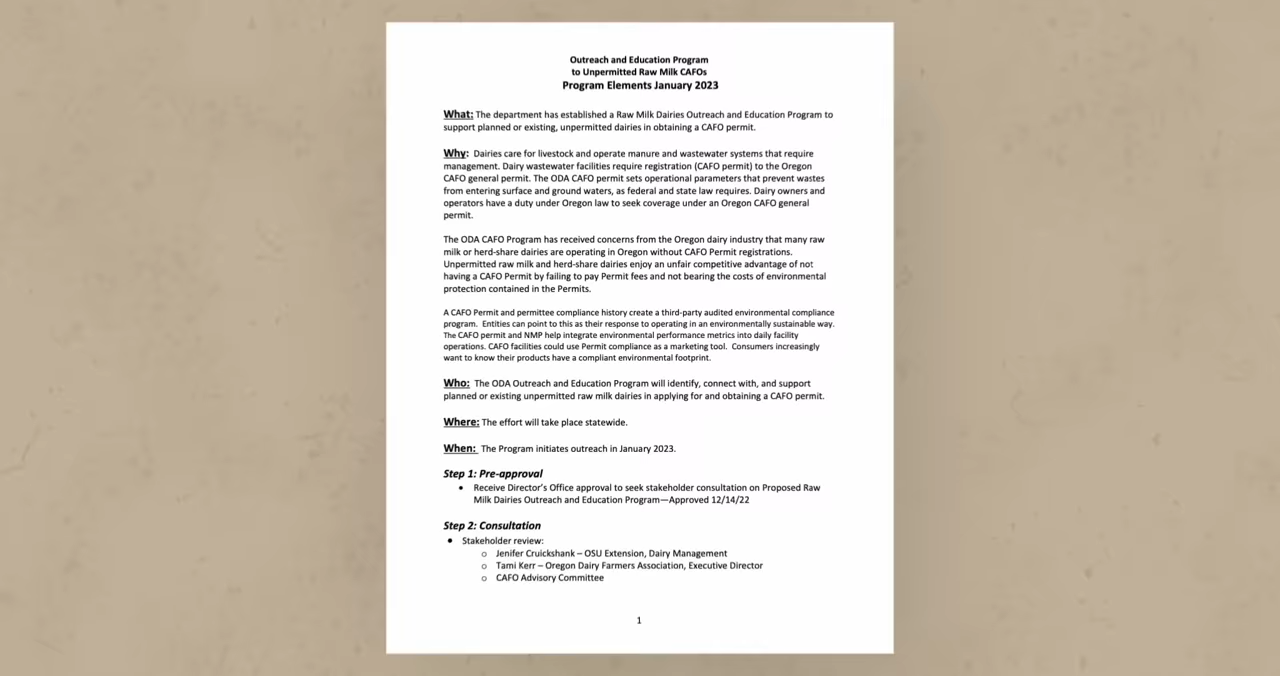 Outreach and Education Program
to Unpermitted Raw Milk CAFOs
Program Elements January 2023
What: The department has established a Raw Milk Dairies Outreach and Education Program to
support planned or existing, unpermitted dairies in obtaining a CAFO permit.
Why: Dairies care for livestock and operate manure and wastewater systems that require
management. Dairy wastewater facilities require registration (CAFO permit) to the Oregon
CAFO general permit. The ODA CAFO permit sets operational parameters that prevent wastes
from entering surface and ground waters, as federal and state law requires. Dairy owners and
operators have a duty under Oregon law to seek coverage under an Oregon CAFO general
permit.
The ODA CAFO Program has received concerns from the Oregon dairy industry that many raw
milk or herd-share dairies are operating in Oregon without CAFO Permit registrations.
Unpermitted raw milk and herd-share dairies enjoy an unfair competitive advantage of not
having a CAFO Permit by failing to pay Permit fees and not bearing the costs of environmental
protection contained in the Permits.
A CAFO Permit and permittee compliance history create a third-party audited environmental compliance
program. Entities can point to this as their response to operating in an environmentally sustainable way.
The CAFO permit and NMP help integrate environmental performance metrics into daily facility
operations. CAFO facilities could use Permit compliance as a marketing tool. Consumers increasingly
want to know their products have a compliant environmental footprint.
Who: The ODA Outreach and Education Program will identify, connect with, and support
planned or existing unpermitted raw milk dairies in applying for and obtaining a CAFO permit.
Where: The effort will take place statewide.
When: The Program initiates outreach in January 2023.
Step 1: Pre-approval
• Receive Director's Office approval to seek stakeholder consultation on Proposed Raw
Milk Dairies Outreach and Education Program—Approved 12/14/22
Step 2: Consultation
• Stakeholder review:
o Jenifer Cruickshank – OSU Extension, Dairy Management
o Tami Kerr – Oregon Dairy Farmers Association, Executive Director
o CAFO Advisory Committee
1